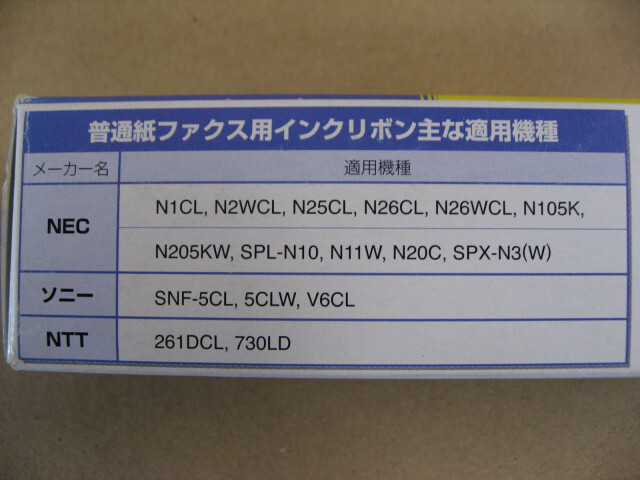 普通紙ファクス用インクリボン主な適用機種
メーカー名 適用機種
NEC N1CL, N2WCL, N25CL, N26CL, N26WCL, N105K,
N205KW, SPL-N10, N11W, N20C, SPX-N3(W)
ソニー SNF-5CL, 5CLW, V6CL
NTT 261DCL, 730LD